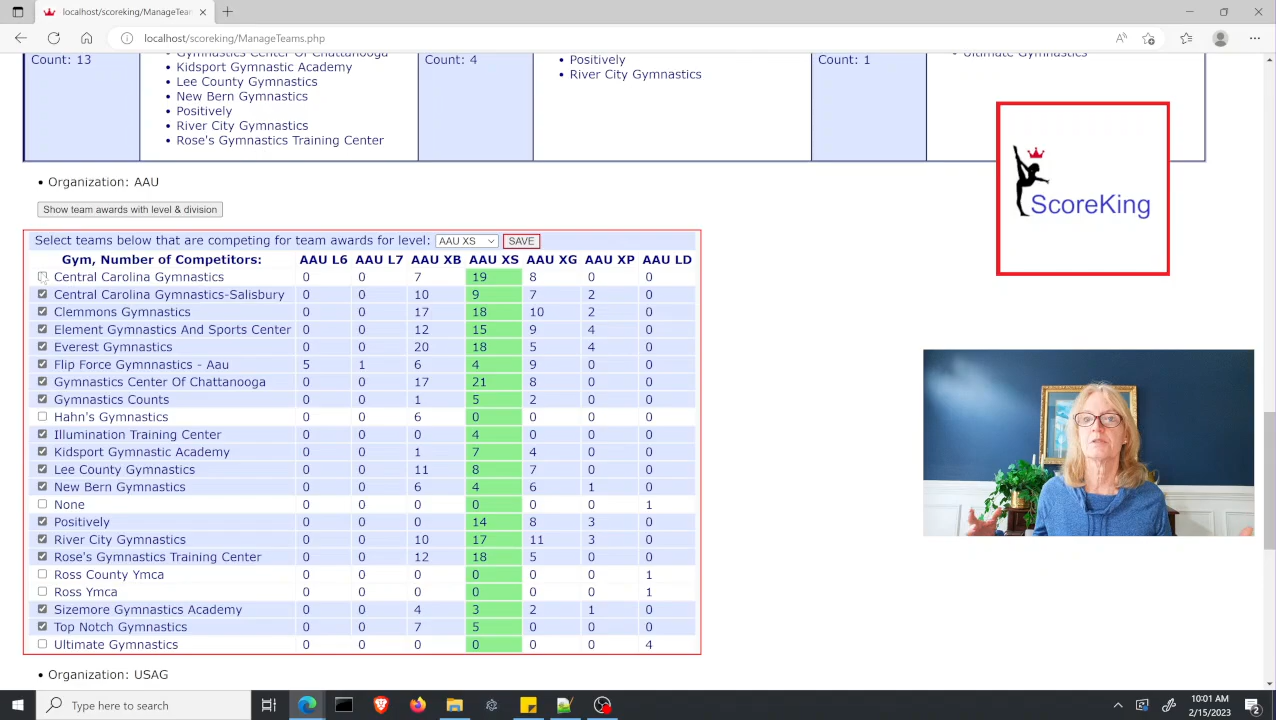 localhost/scoreking/ManageTeams.php
localhost/scoreking/ManageTeams.php
Count: 13
Gymnastics Center Of Chattanooga
• Kidsport Gymnastic Academy
• Lee County Gymnastics
• New Bern Gymnastics
• Positively
• River City Gymnastics
• Rose's Gymnastics Training Center
Count: 4
• Positively
• River City Gymnastics
Count: 1
Ultimate Gymnastics
ScoreKing
• Organization: AAU
Show team awards with level & division
Select teams below that are competing for team awards for level: AAU XS SAVE
Gym, Number of Competitors: AAU L6 AAU L7 AAU XB AAU XS AAU XG AAU XP AAU LD
Central Carolina Gymnastics 0 0 7 19 8 0 0
Central Carolina Gymnastics-Salisbury 0 0 10 9 7 2 0
Clemmons Gymnastics 0 0 17 18 10 2 0
Element Gymnastics And Sports Center 0 0 12 15 9 4 0
Everest Gymnastics 0 0 20 18 5 4 0
Flip Force Gymnnastics - Aau 5 1 6 4 9 0 0
Gymnastics Center Of Chattanooga 0 0 17 21 8 0 0
Gymnastics Counts 0 0 1 5 2 0 0
Hahn's Gymnastics 0 0 6 0 0 0 0
Illumination Training Center 0 0 0 4 0 0 0
Kidsport Gymnastic Academy 0 0 1 7 4 0 0
Lee County Gymnastics 0 0 11 8 7 0 0
New Bern Gymnastics 0 0 6 4 6 1 0
None 0 0 0 0 0 0 1
Positively 0 0 0 14 8 3 0
River City Gymnastics 0 0 10 17 11 3 0
Rose's Gymnastics Training Center 0 0 12 18 5 0 0
Ross County Ymca 0 0 0 0 0 0 1
Ross Ymca 0 0 0 0 0 0 1
Sizemore Gymnastics Academy 0 0 4 3 2 1 0
Top Notch Gymnastics 0 0 7 5 0 0 0
Ultimate Gymnastics 0 0 0 0 0 0 4
• Organization: USAG
Type here to search
10:01 AM
2/15/2023
2